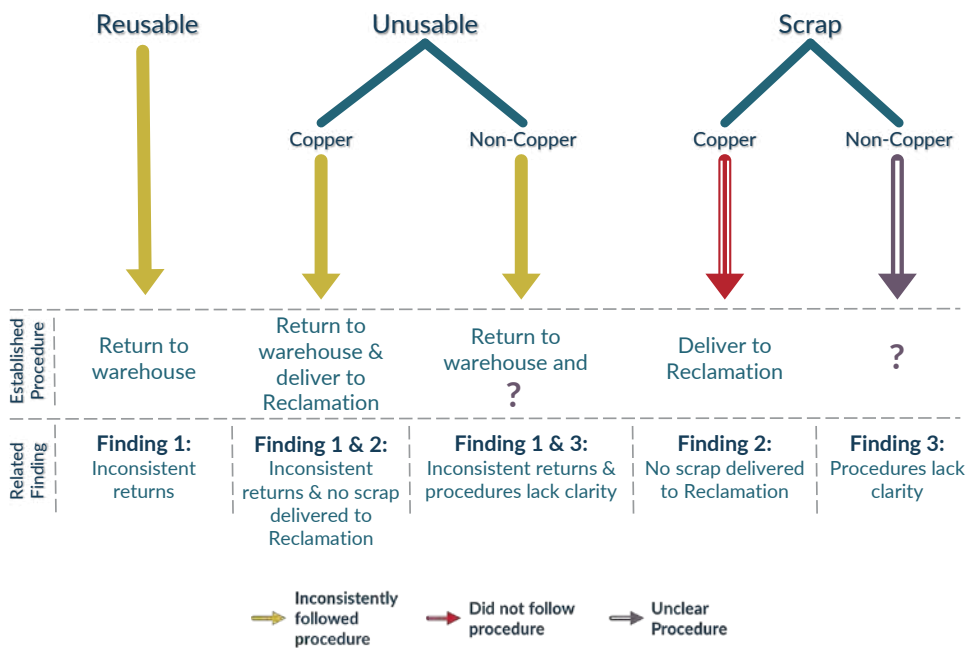 Reusable
Unusable
Scrap
Copper
Non-Copper
Copper
Non-Copper
Established
Procedure
Return to
warehouse
Return to
warehouse &
deliver to
Reclamation
Return to
warehouse and
?
Deliver to
Reclamation
?
Related
Finding
Finding 1:
Inconsistent
returns
Finding 1 & 2:
Inconsistent
returns & no scrap
delivered to
Reclamation
Finding 1 & 3:
Inconsistent returns &
procedures lack clarity
Finding 2:
No scrap delivered
to Reclamation
Finding 3:
Procedures lack
clarity
Inconsistently
followed
procedure
Did not follow
procedure
Unclear
Procedure